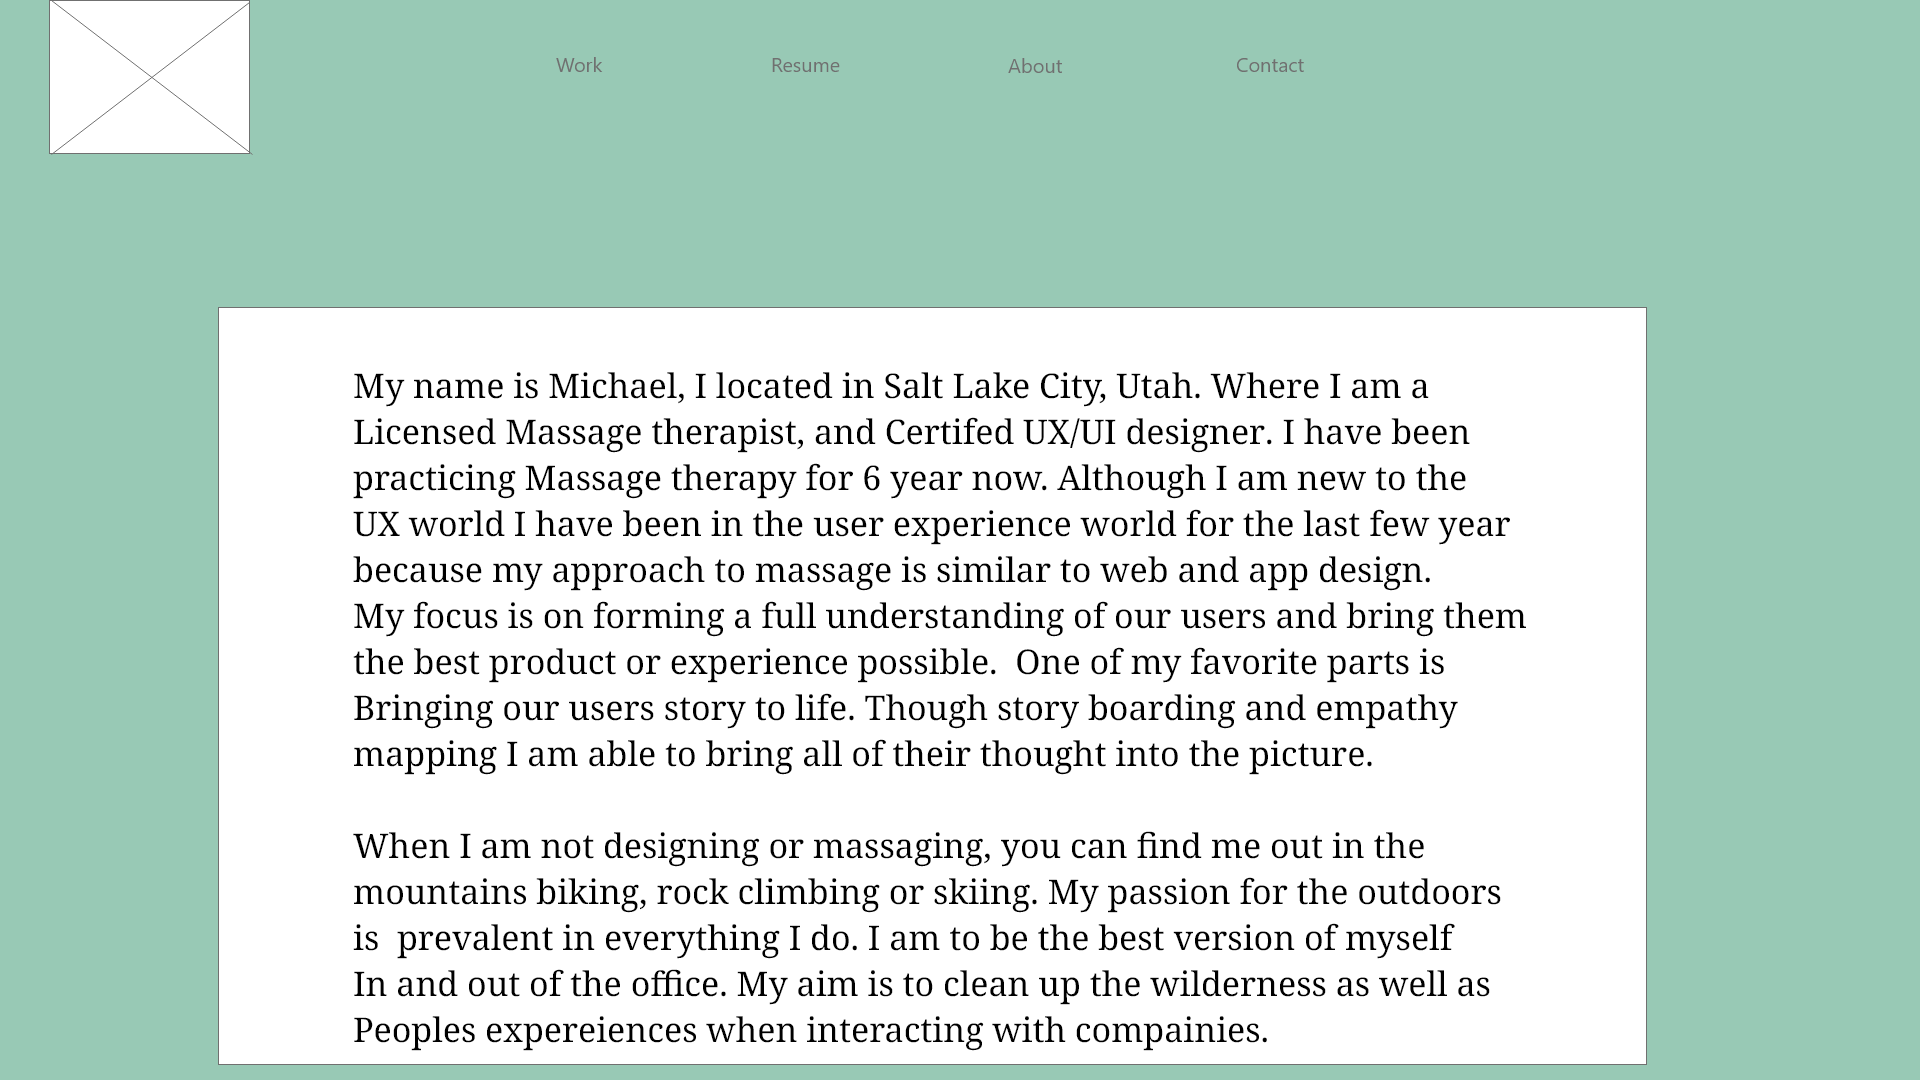 Work Resume About Contact
My name is Michael, I located in Salt Lake City, Utah. Where I am a
Licensed Massage therapist, and Certifed UX/UI designer. I have been
practicing Massage therapy for 6 year now. Although I am new to the
UX world I have been in the user experience world for the last few year
because my approach to massage is similar to web and app design.
My focus is on forming a full understanding of our users and bring them
the best product or experience possible.  One of my favorite parts is
Bringing our users story to life. Though story boarding and empathy
mapping I am able to bring all of their thought into the picture.
When I am not designing or massaging, you can find me out in the
mountains biking, rock climbing or skiing. My passion for the outdoors
is  prevalent in everything I do. I am to be the best version of myself
In and out of the office. My aim is to clean up the wilderness as well as
Peoples expereiences when interacting with compainies.